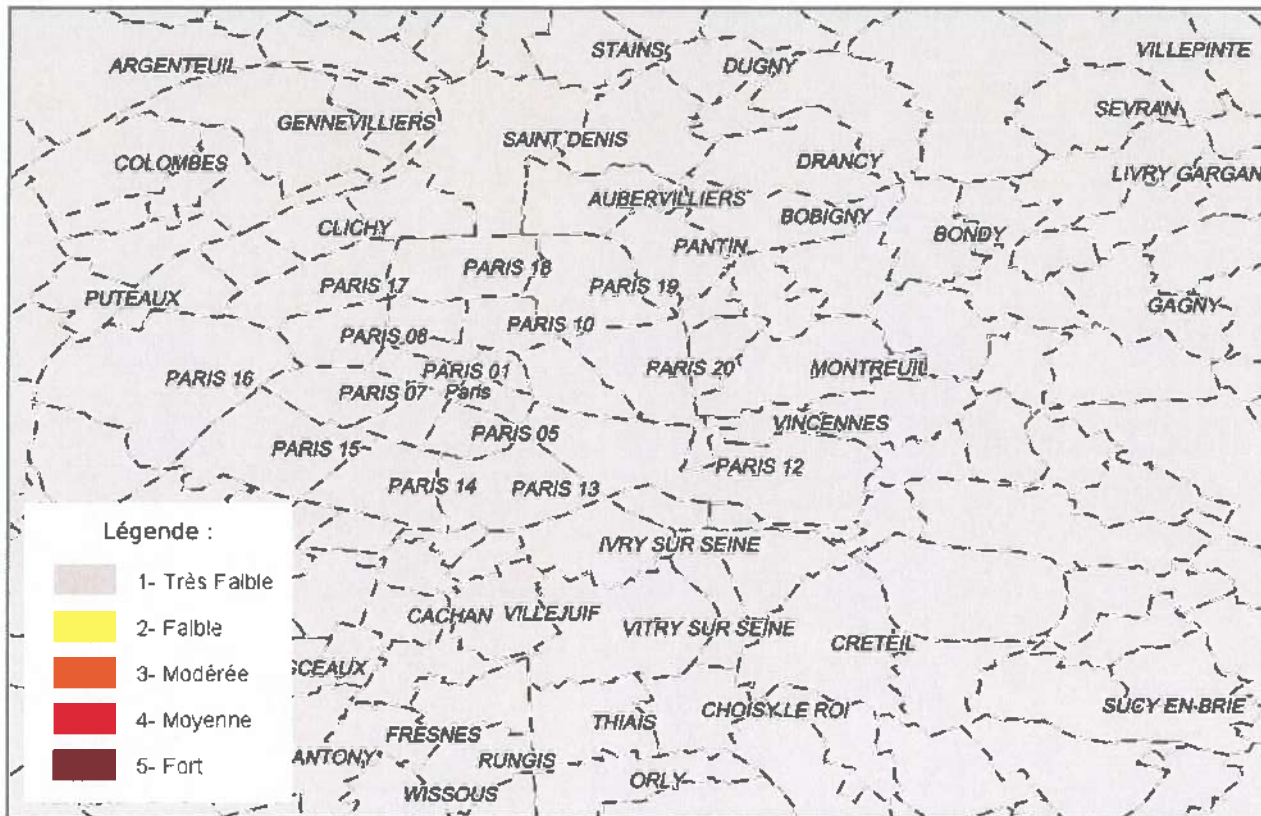 STAINS
DUGNY
VILLEPINTE
ARGENTEUIL
SEVRAN
GENNEVILLIERS
SAINT DENIS
COLOMBES
DRANCY
LIVRY GARGAN
AUBERVILLIERS
BOBIGNY
CLICHY
PANTIN
BONDY
PARIS 18
PARIS 17
PARIS 19
PUTEAUX
GAGNY
PARIS 08
PARIS 10
PARIS 16
PARIS 01
PARIS 20
MONTREUIL
PARIS 07
Paris
VINCENNES
PARIS 05
PARIS 15
PARIS 12
PARIS 14
PARIS 13
IVRY SUR SEINE
CACHAN
VILLEJUIF
VITRY SUR SEINE
CRETEIL
SCEAUX
CHOISY LE ROI
SUCY EN BRIE
THIAIS
FRESNES
ANTONY
RUNGIS
ORLY
WISSOUS
Légende :
1- Très Faible
2- Faible
3- Modérée
4- Moyenne
5- Fort